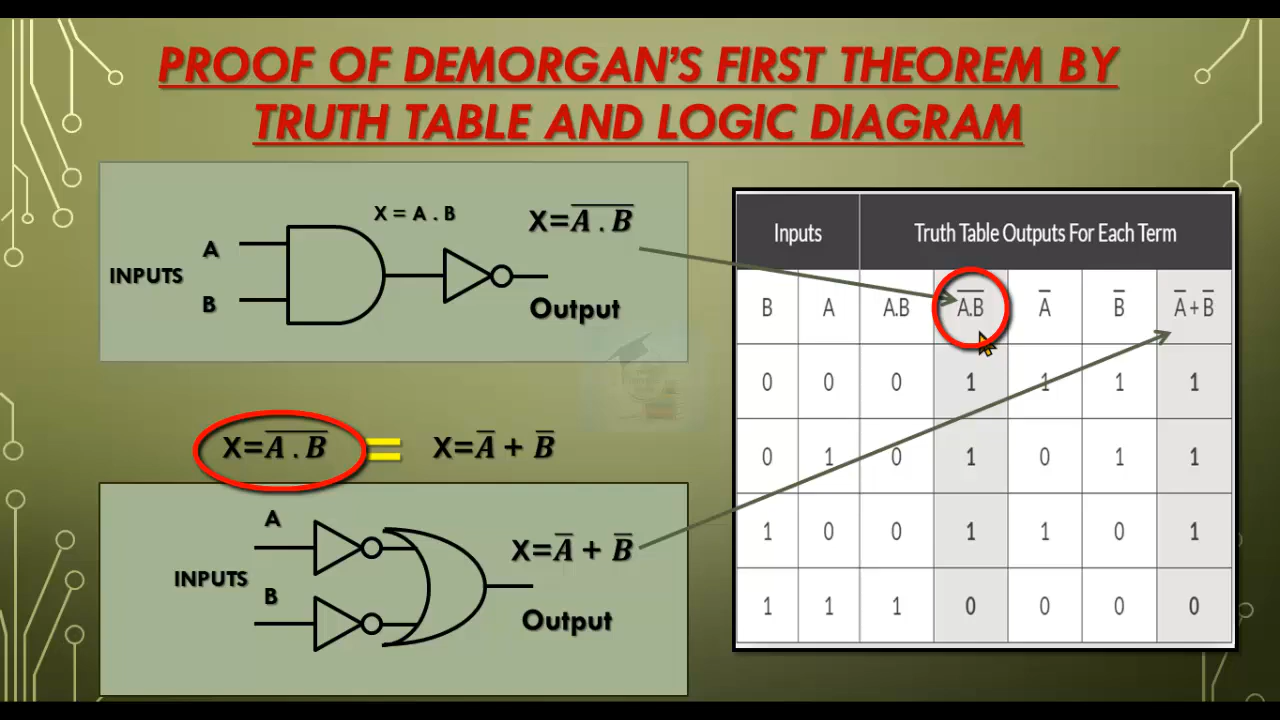 PROOF OF DEMORGAN'S FIRST THEOREM BY
TRUTH TABLE AND LOGIC DIAGRAM
X = A . B
X=A̅ ̅.̅ ̅B̅
A
INPUTS
B
Output
X=A̅ ̅.̅ ̅B̅ = X=A̅ + B̅
A
X=A̅ + B̅
INPUTS
B
Output
Inputs Truth Table Outputs For Each Term
B A A.B A̅.̅B̅ A̅ B̅ A̅ + B̅
0 0 0 1 1 1 1
0 1 0 1 0 1 1
1 0 0 1 1 0 1
1 1 1 0 0 0 0